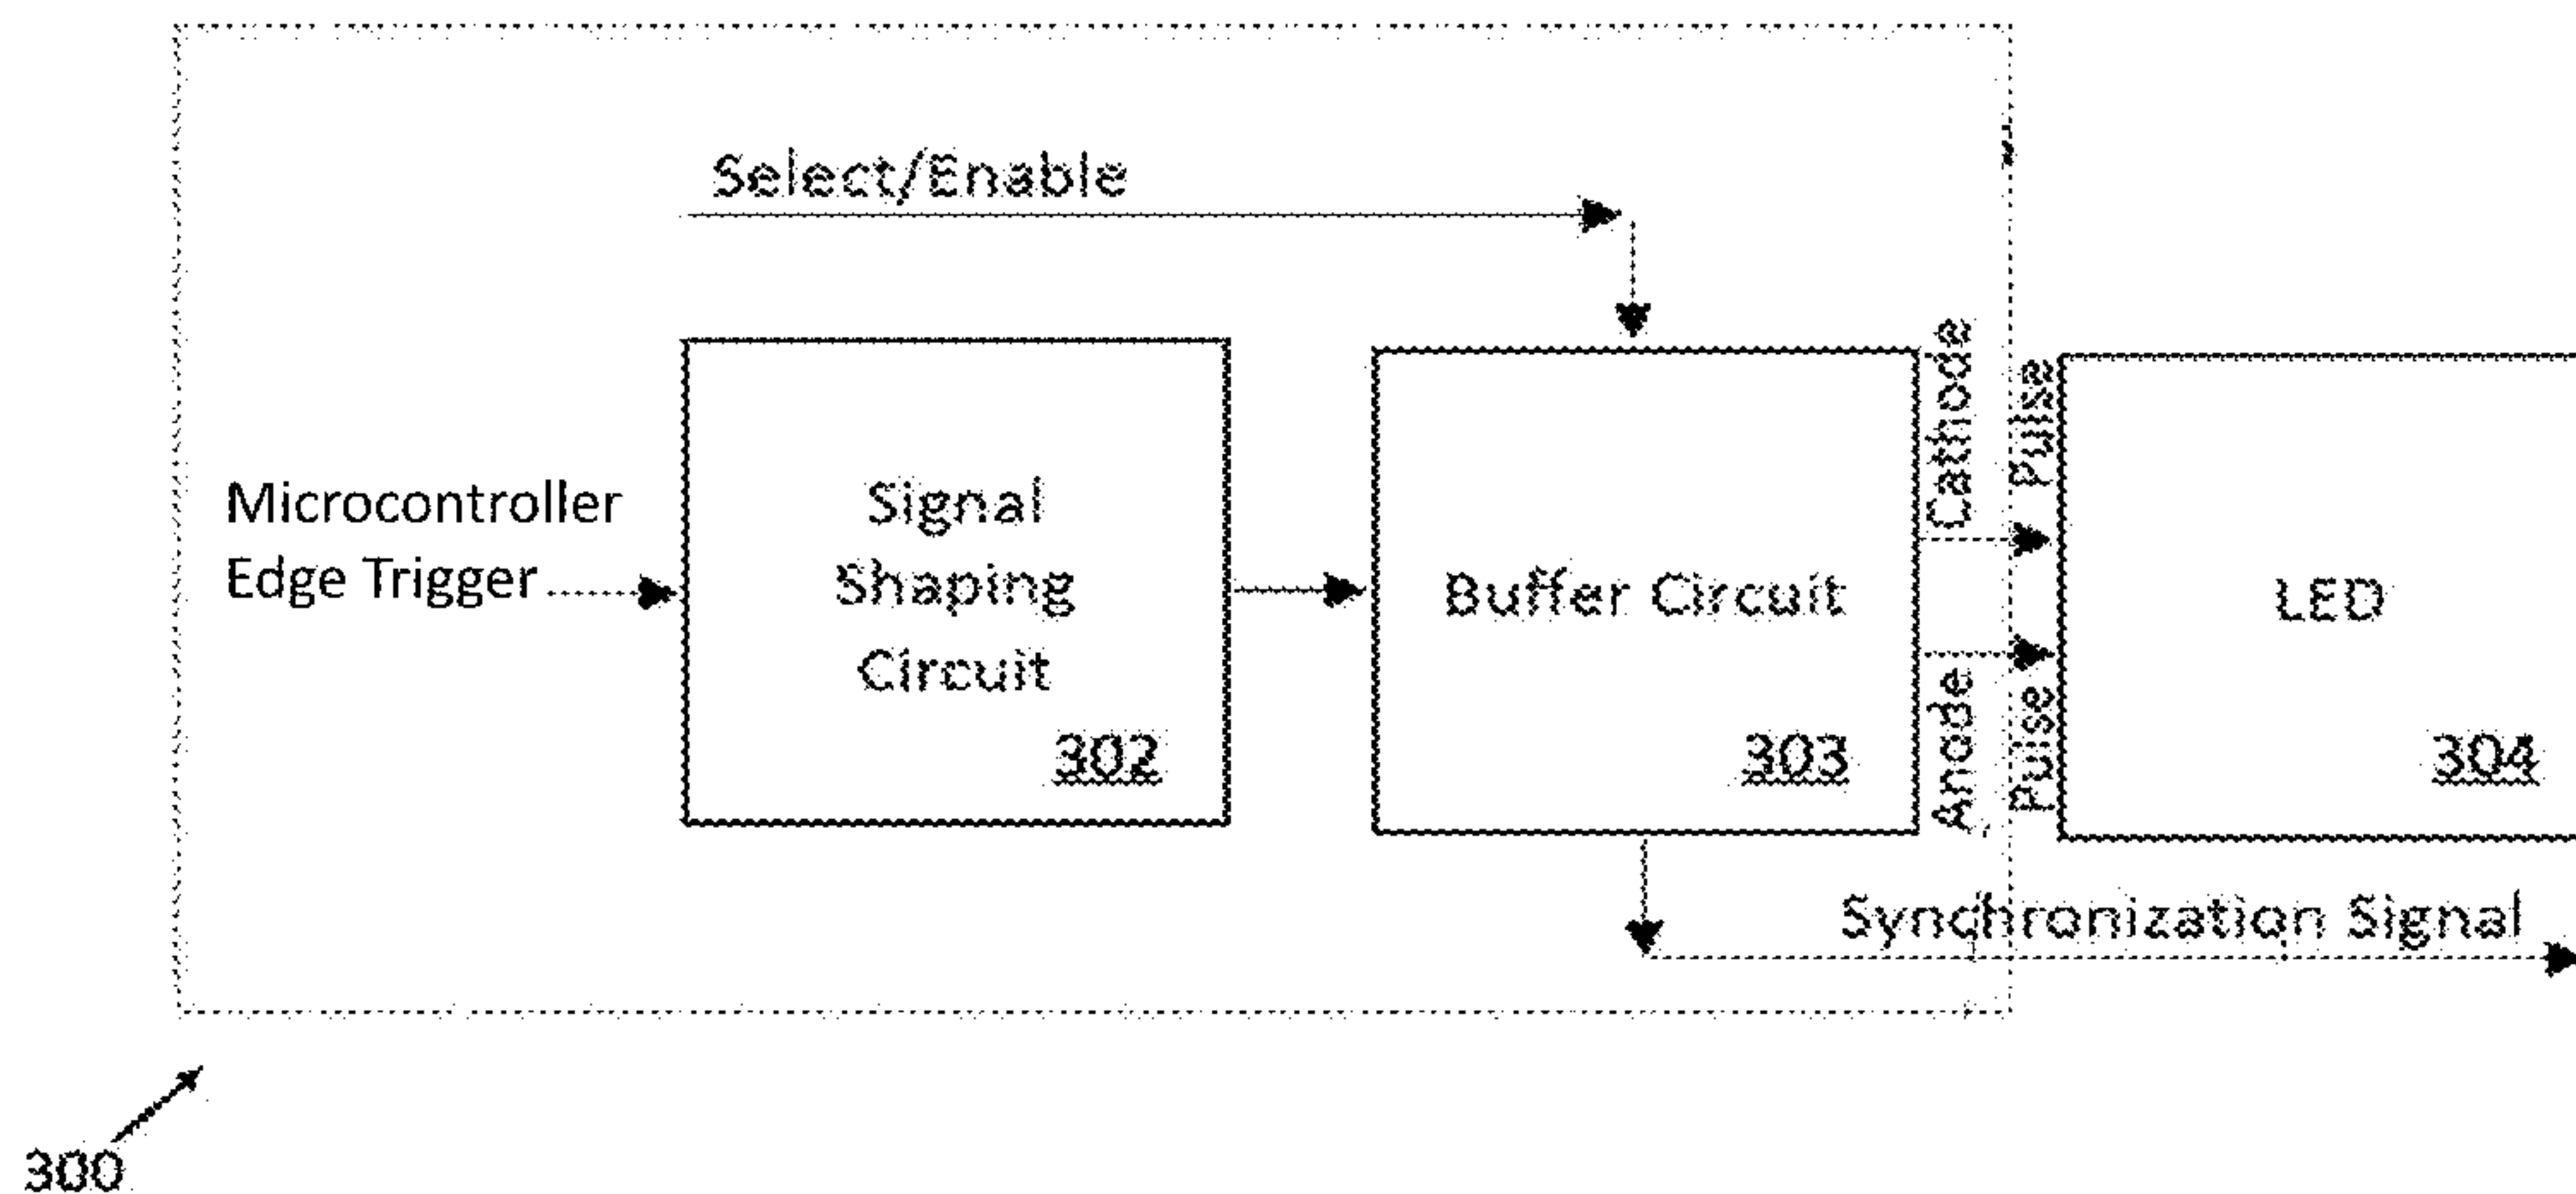 Select/Enable
Microcontroller
Edge Trigger
Signal
Shaping
Circuit
302
Buffer Circuit
303
Cathode
Pulse
Anode
Pulse
LED
304
Synchronization Signal
300